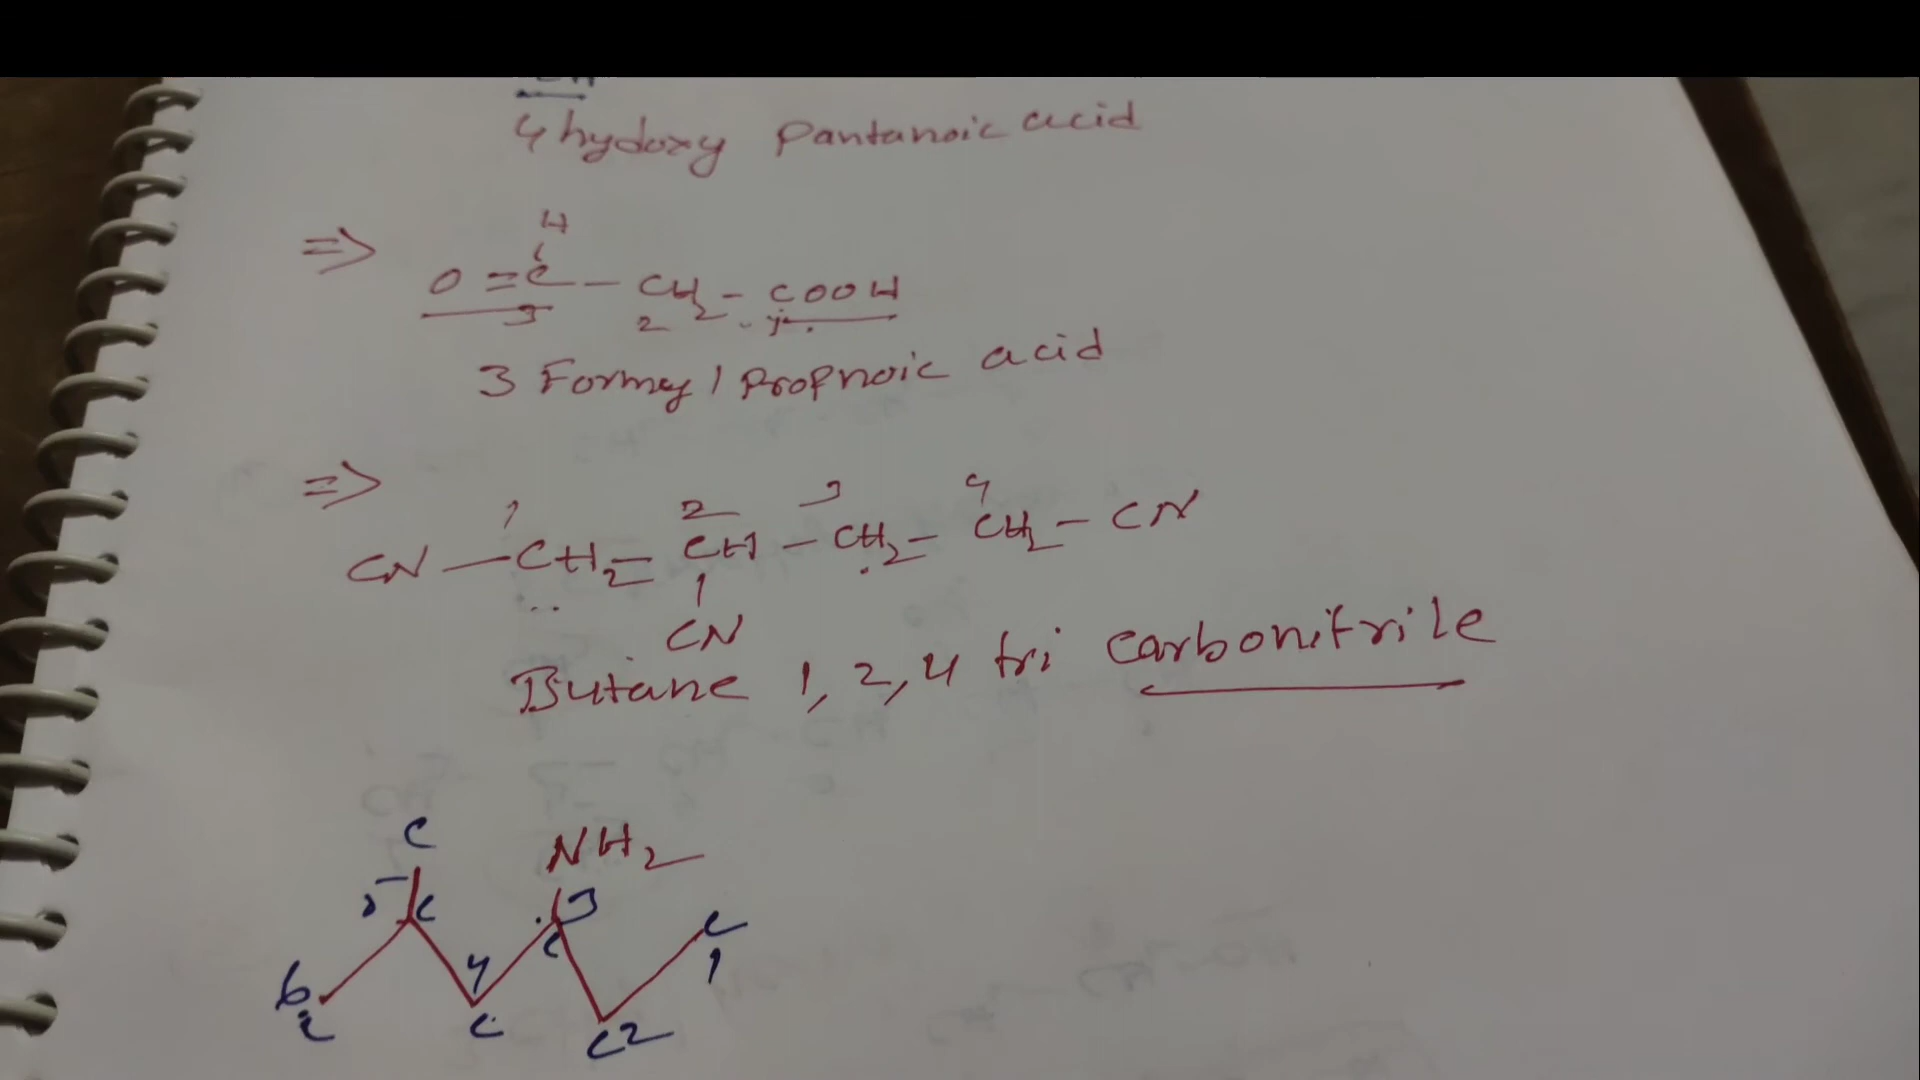 4 hydoxy Pantanoic acid
=> H
O = C - CH2 - COOH
3 2 1
3 Formyl Propnoic acid
=> 1 2 3 4
CN - CH2 - CH - CH2 - CH2 - CN
CN
Butane 1, 2, 4 tri carbonitrile
C NH2
5 C 3 C
6 4 C 1
C C C2